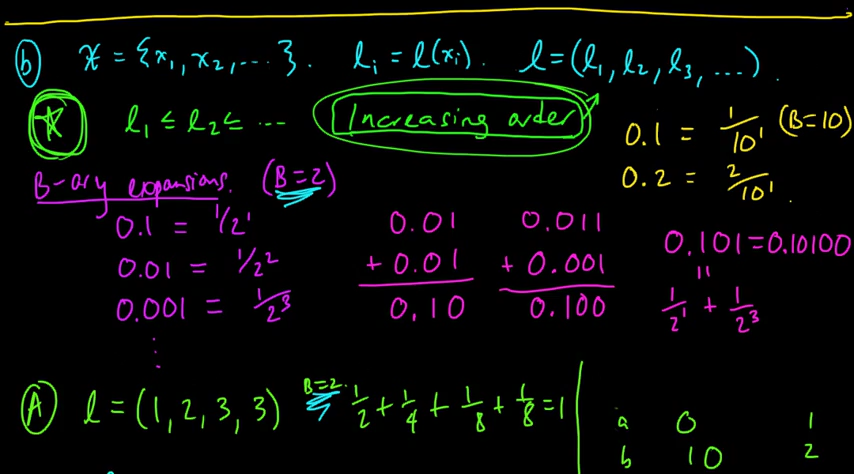 (b) X = {x₁, x₂, ...}. lᵢ = l(xᵢ). l = (l₁, l₂, l₃, ...).
* l₁ ≤ l₂ ≤ ... Increasing order
0.1 = 1/10¹ (B=10)
0.2 = 2/10¹.
B-ary expansions. (B=2)
0.1 = 1/2¹
0.01 = 1/2²
0.001 = 1/2³
⋮
0.01
+ 0.01
0.10
0.011
+ 0.001
0.100
0.101 = 0.10100
||
1/2¹ + 1/2³
(A) l = (1, 2, 3, 3) B=2. 1/2 + 1/4 + 1/8 + 1/8 = 1
a 0 1
b 10 2